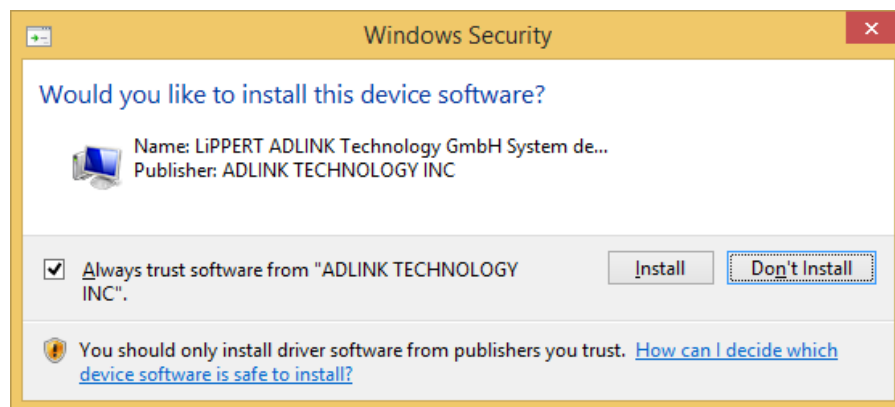 Windows Security
Would you like to install this device software?
Name: LiPPERT ADLINK Technology GmbH System de...
Publisher: ADLINK TECHNOLOGY INC
Always trust software from "ADLINK TECHNOLOGY
INC".
Install
Don't Install
You should only install driver software from publishers you trust. How can I decide which
device software is safe to install?